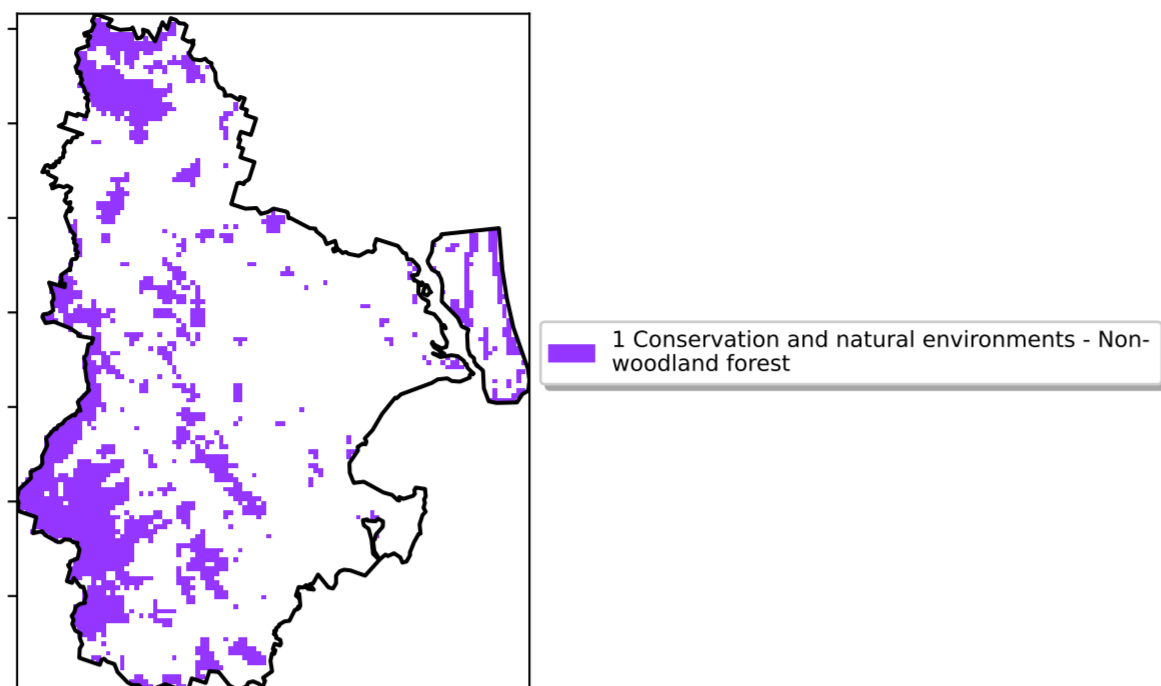 1 Conservation and natural environments - Non-
woodland forest